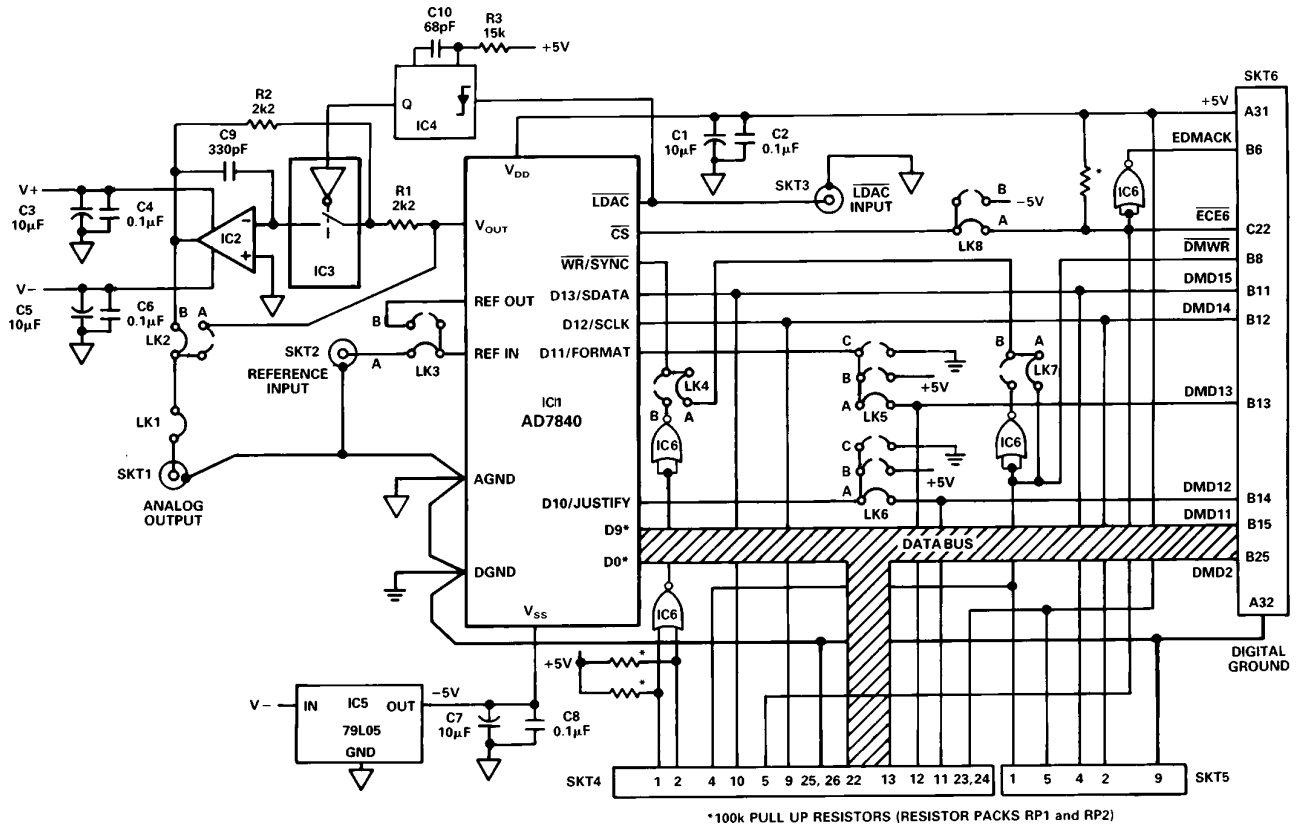 C10
68pF
R3
15k
+5V
Q
IC4
R2
2k2
C9
330pF
V+
C3
10µF
C4
0.1µF
IC2
−
+
IC3
R1
2k2
V−
C5
10µF
C6
0.1µF
B A
LK2
LK1
SKT1
ANALOG
OUTPUT
SKT2
REFERENCE
INPUT
B
A
LK3
VDD
VOUT
REF OUT
REF IN
IC1
AD7840
AGND
DGND
VSS
LDAC
CS
WR/SYNC
D13/SDATA
D12/SCLK
D11/FORMAT
D10/JUSTIFY
D9*
D0*
C1
10µF
C2
0.1µF
SKT3
LDAC
INPUT
B
−5V
A
LK8
*
IC6
LK4
B
A
IC6
C
B
+5V
A
LK5
C
B
+5V
A
LK6
B A
LK7
IC6
DATA BUS
IC6
+5V
*
*
SKT6
+5V A31
EDMACK B6
ECE6 C22
DMWR B8
DMD15 B11
DMD14 B12
DMD13 B13
DMD12 B14
DMD11 B15
B25
DMD2
A32
DIGITAL
GROUND
V− IN IC5 OUT −5V
79L05
GND
C7
10µF
C8
0.1µF
SKT4 1 2 4 10 5 9 25, 26 22 13 12 11 23, 24
1 5 4 2 9 SKT5
*100k PULL UP RESISTORS (RESISTOR PACKS RP1 and RP2)